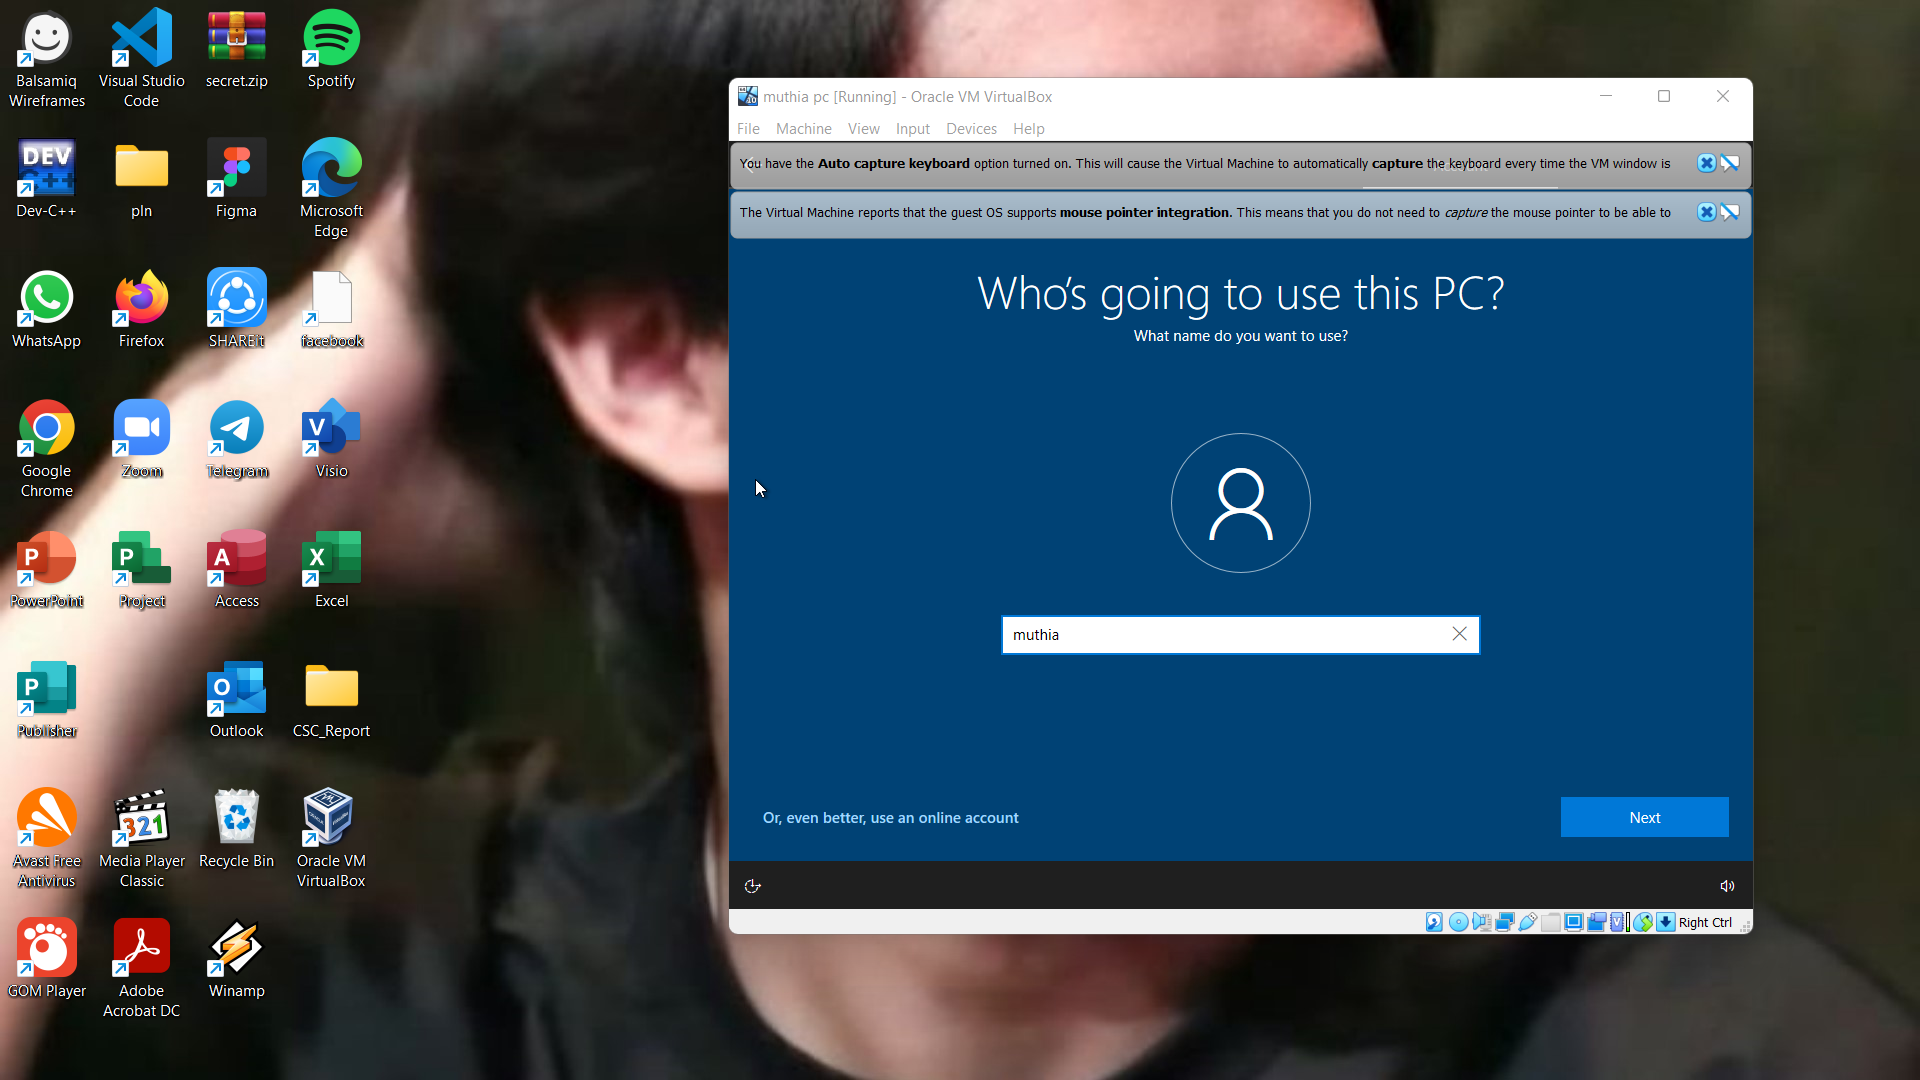 Balsamiq Wireframes
Visual Studio Code
secret.zip
Spotify
DEV C++
Dev-C++
pln
Figma
Microsoft Edge
WhatsApp
Firefox
SHAREit
facebook
Google Chrome
Zoom
Telegram
V
Visio
P
PowerPoint
P
Project
A
Access
X
Excel
P
Publisher
O
Outlook
CSC_Report
Avast Free Antivirus
321
Media Player Classic
Recycle Bin
Oracle VM VirtualBox
GOM Player
Adobe Acrobat DC
Winamp
muthia pc [Running] - Oracle VM VirtualBox
File Machine View Input Devices Help
You have the Auto capture keyboard option turned on. This will cause the Virtual Machine to automatically capture the keyboard every time the VM window is
Account
The Virtual Machine reports that the guest OS supports mouse pointer integration. This means that you do not need to capture the mouse pointer to be able to
Who's going to use this PC?
What name do you want to use?
muthia
Or, even better, use an online account
Next
Right Ctrl